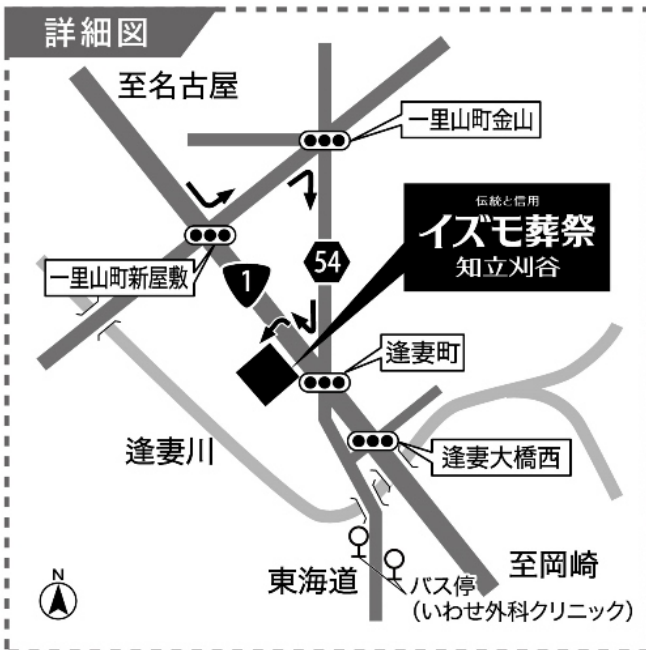 詳細図
至名古屋
一里山町金山
伝統と信用
イズモ葬祭
知立刈谷
54
一里山町新屋敷
1
逢妻町
逢妻川
逢妻大橋西
至岡崎
東海道
バス停
(いわせ外科クリニック)
N